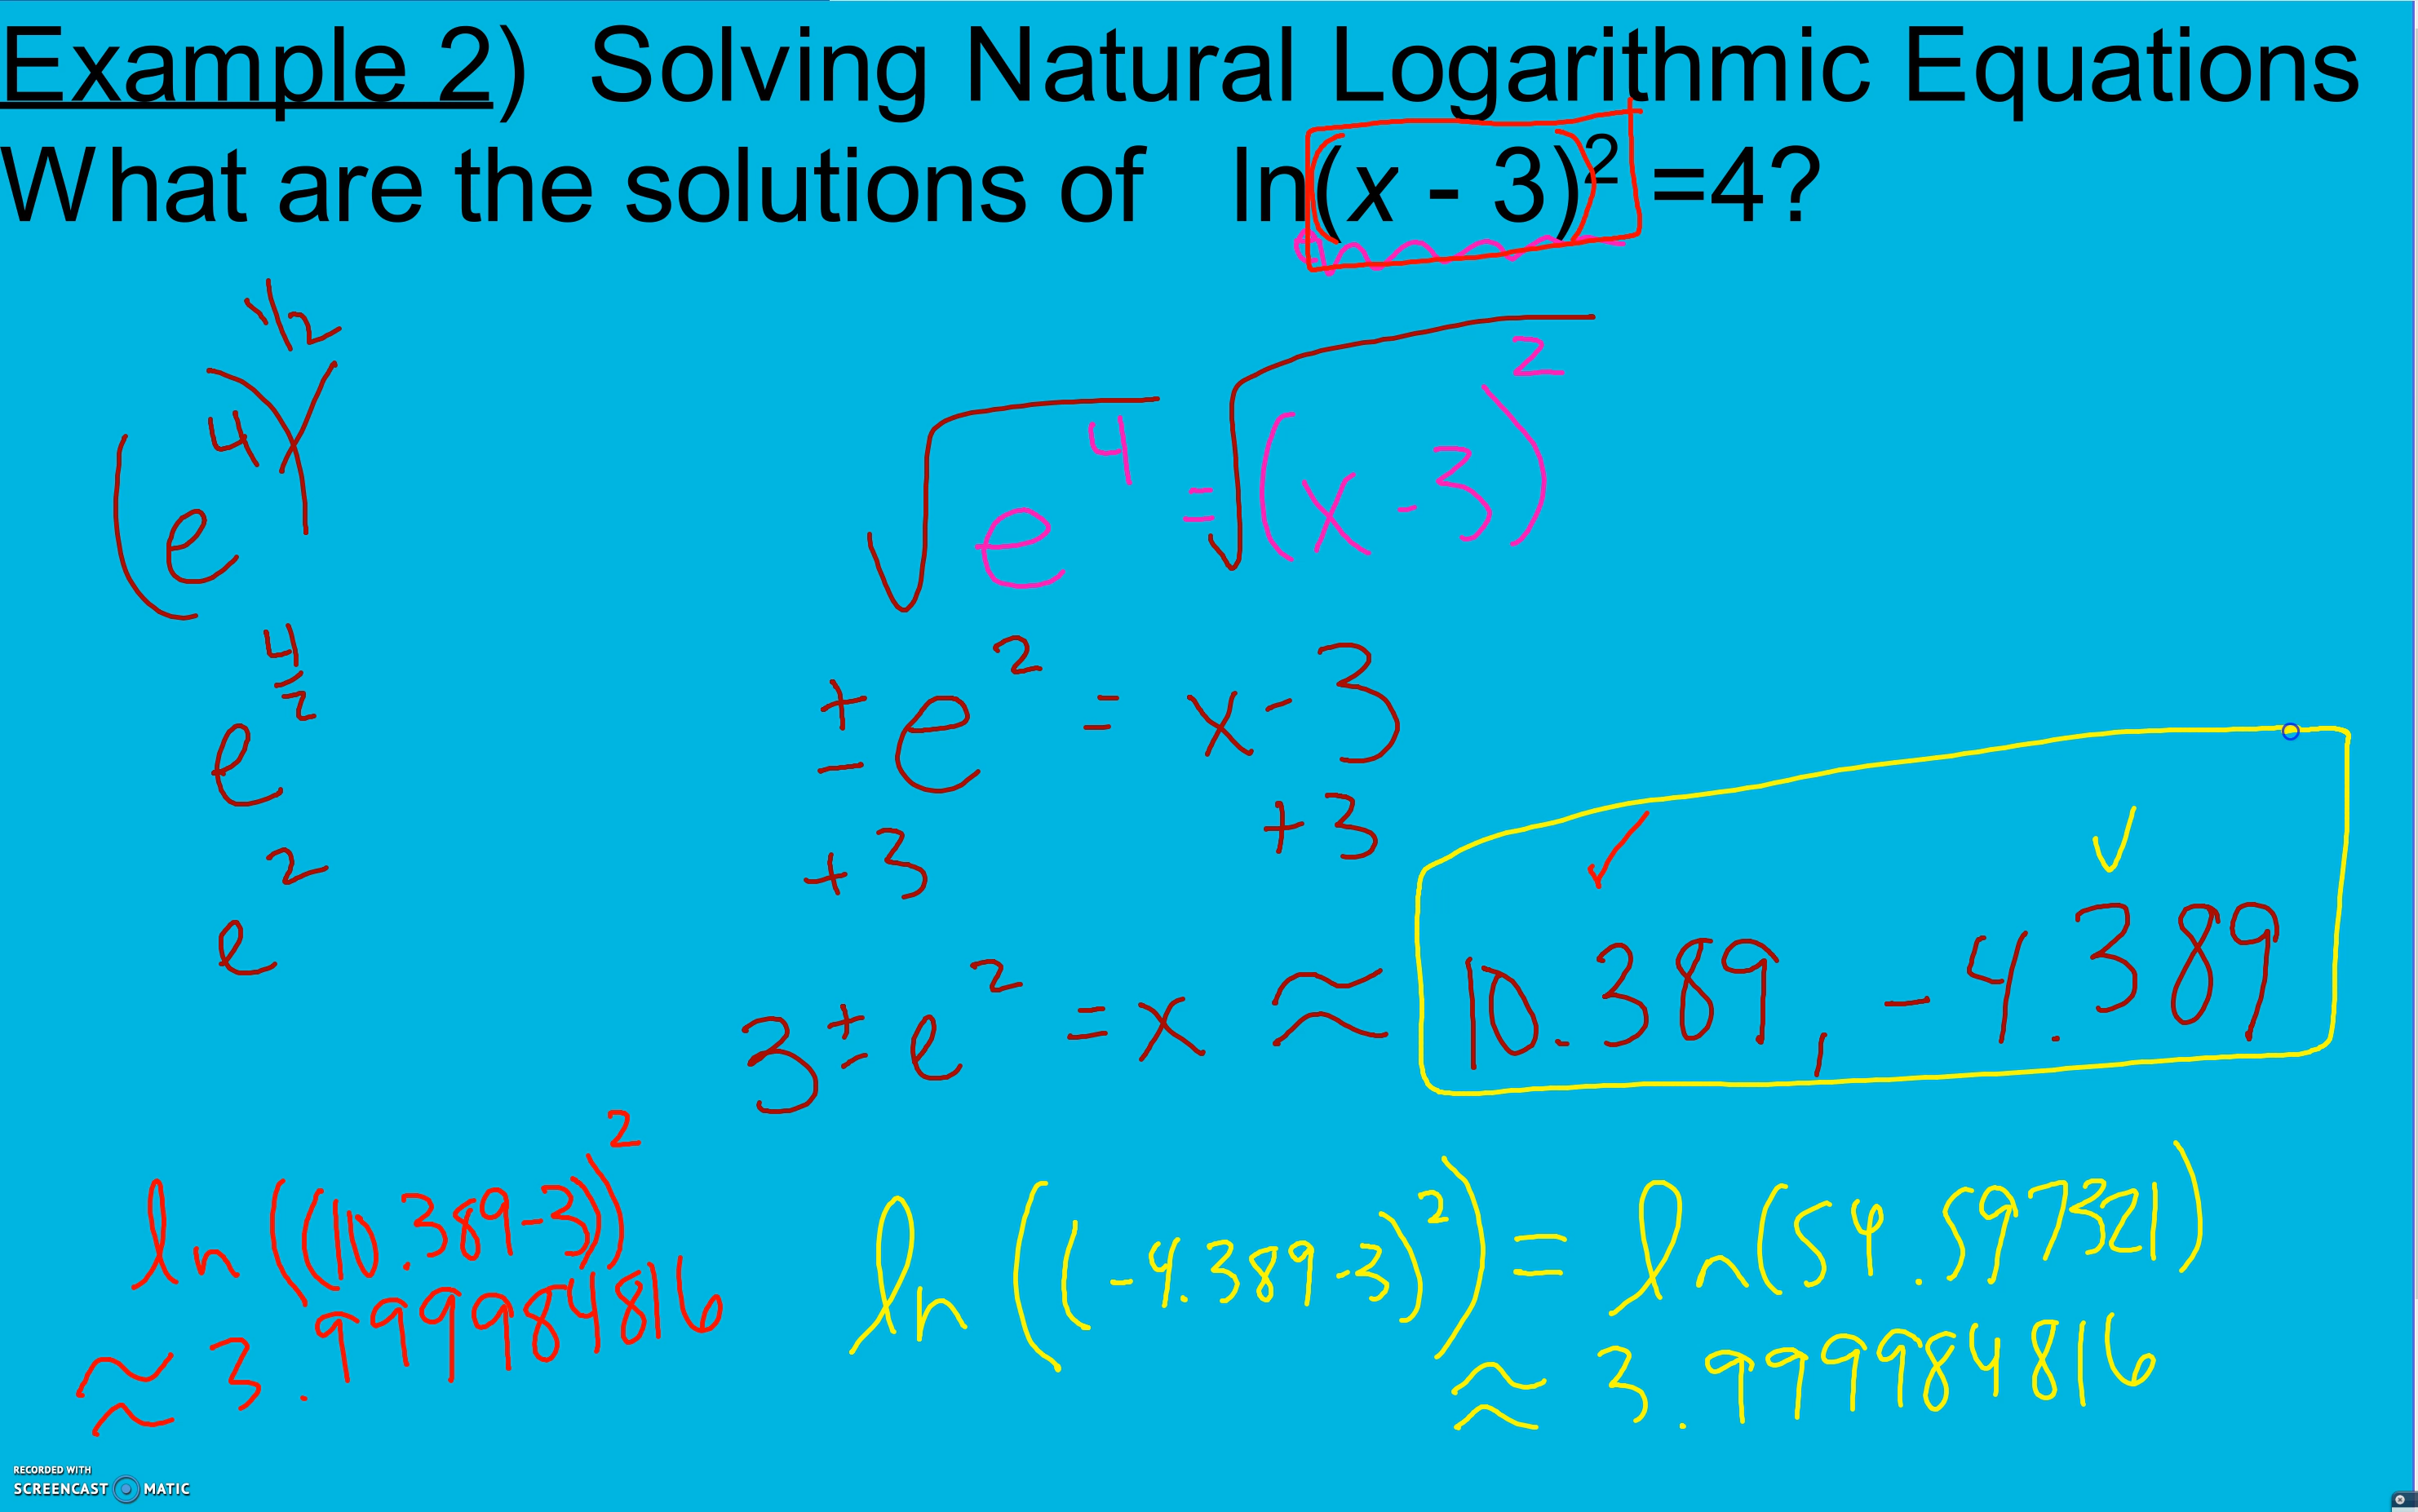 Example 2) Solving Natural Logarithmic Equations
What are the solutions of ln(x - 3)² =4?
(e⁴)^1/2
√e⁴ = √(x - 3)²
e^4/2
± e² = x - 3
+3 +3
e²
3 ± e² = x ≈ 10.389, -4.389
ln((10.389-3))²
≈ 3.999984816
ln((-4.389-3)²) = ln(54.597321)
≈ 3.999984816
RECORDED WITH
SCREENCAST MATIC